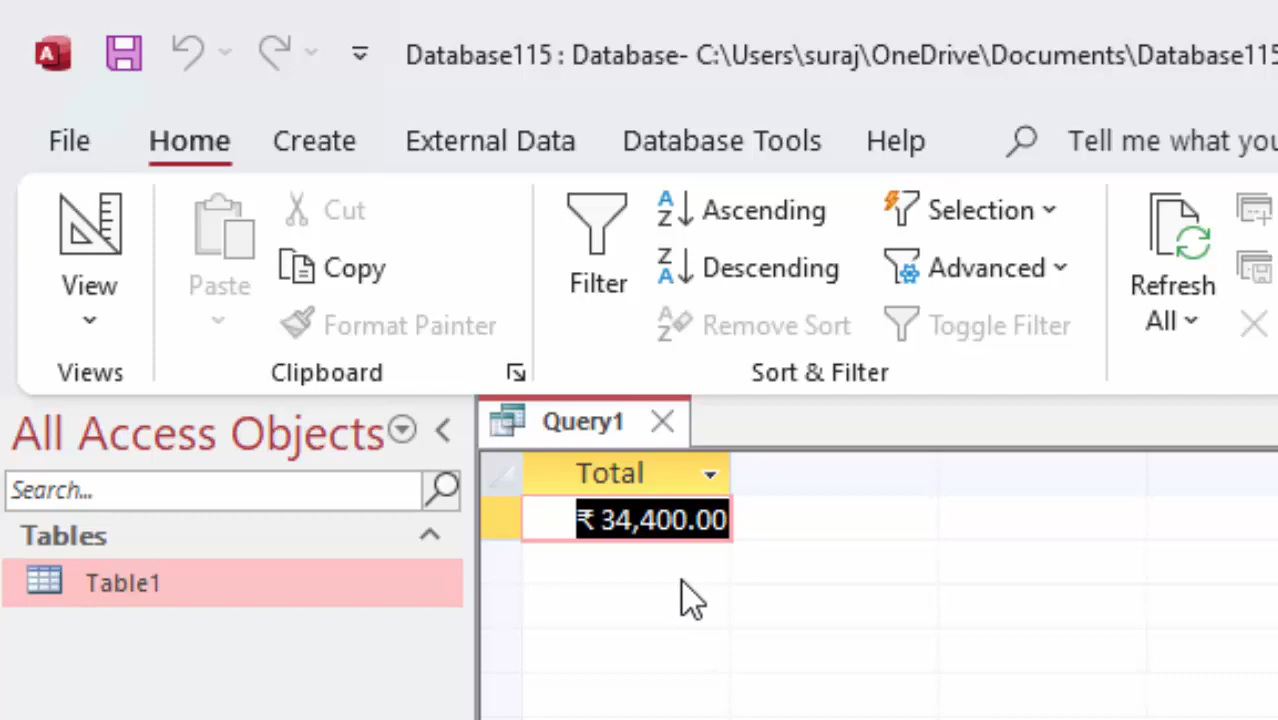 Database115 : Database- C:\Users\suraj\OneDrive\Documents\Database115
File Home Create External Data Database Tools Help Tell me what you
View
Views
Paste
Cut
Copy
Format Painter
Clipboard
Filter
Ascending
Descending
Remove Sort
Selection
Advanced
Toggle Filter
Sort & Filter
Refresh
All
All Access Objects
Search...
Tables
Table1
Query1
Total
₹ 34,400.00